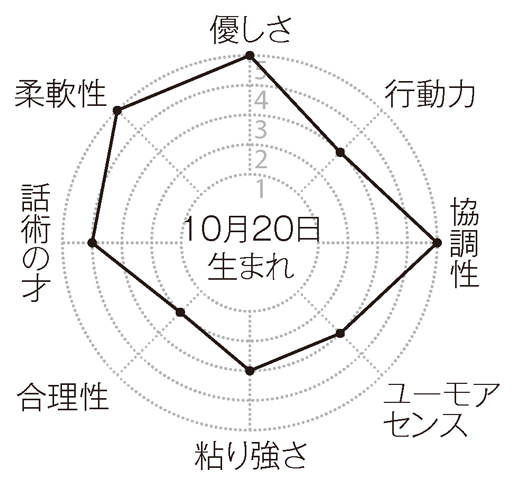 優しさ
行動力
協調性
ユーモア
センス
粘り強さ
合理性
話術の才
柔軟性
5
4
3
2
1
10月20日
生まれ